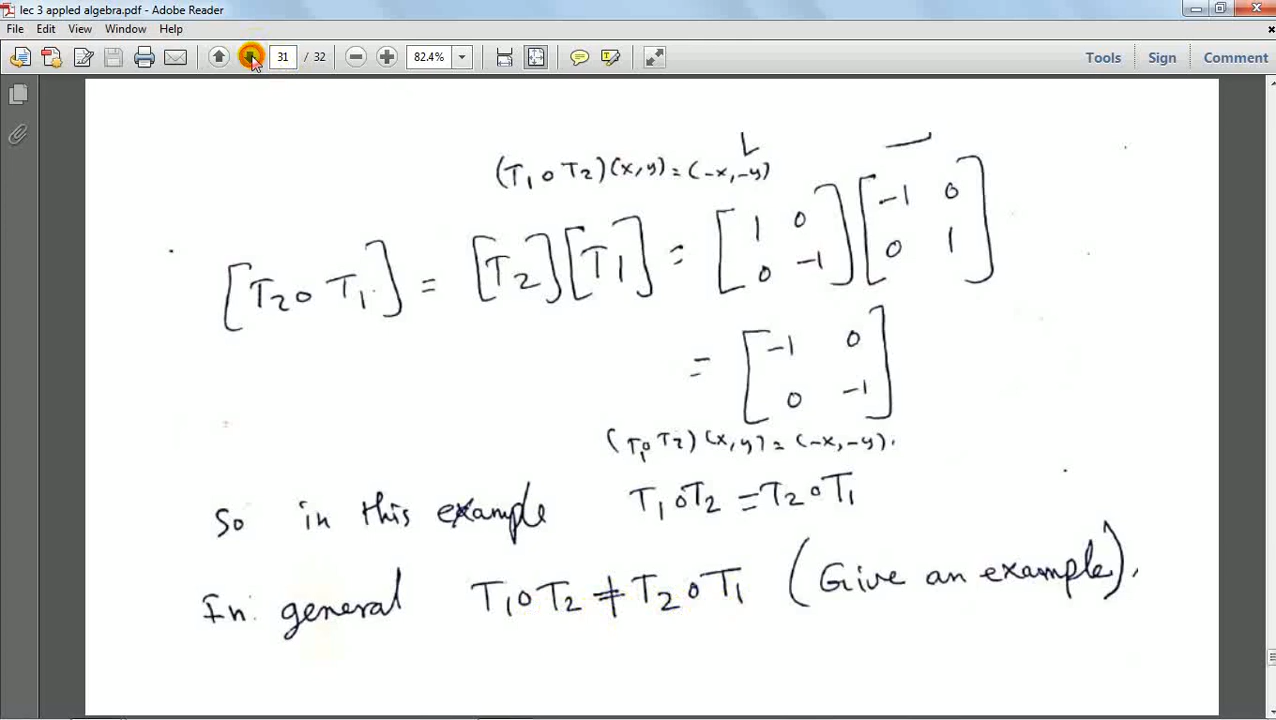 lec 3 appled algebra.pdf - Adobe Reader
File Edit View Window Help
31 / 32 82.4% Tools Sign Comment
(T1 o T2)(x,y) = (-x,-y)
[T2 o T1] = [T2][T1] = [1 0 0 -1][-1 0 0 1]
= [-1 0 0 -1]
(T1 o T2)(x,y) = (-x,-y).
So in this example T1 o T2 = T2 o T1
In general T1 o T2 ≠ T2 o T1 (Give an example).